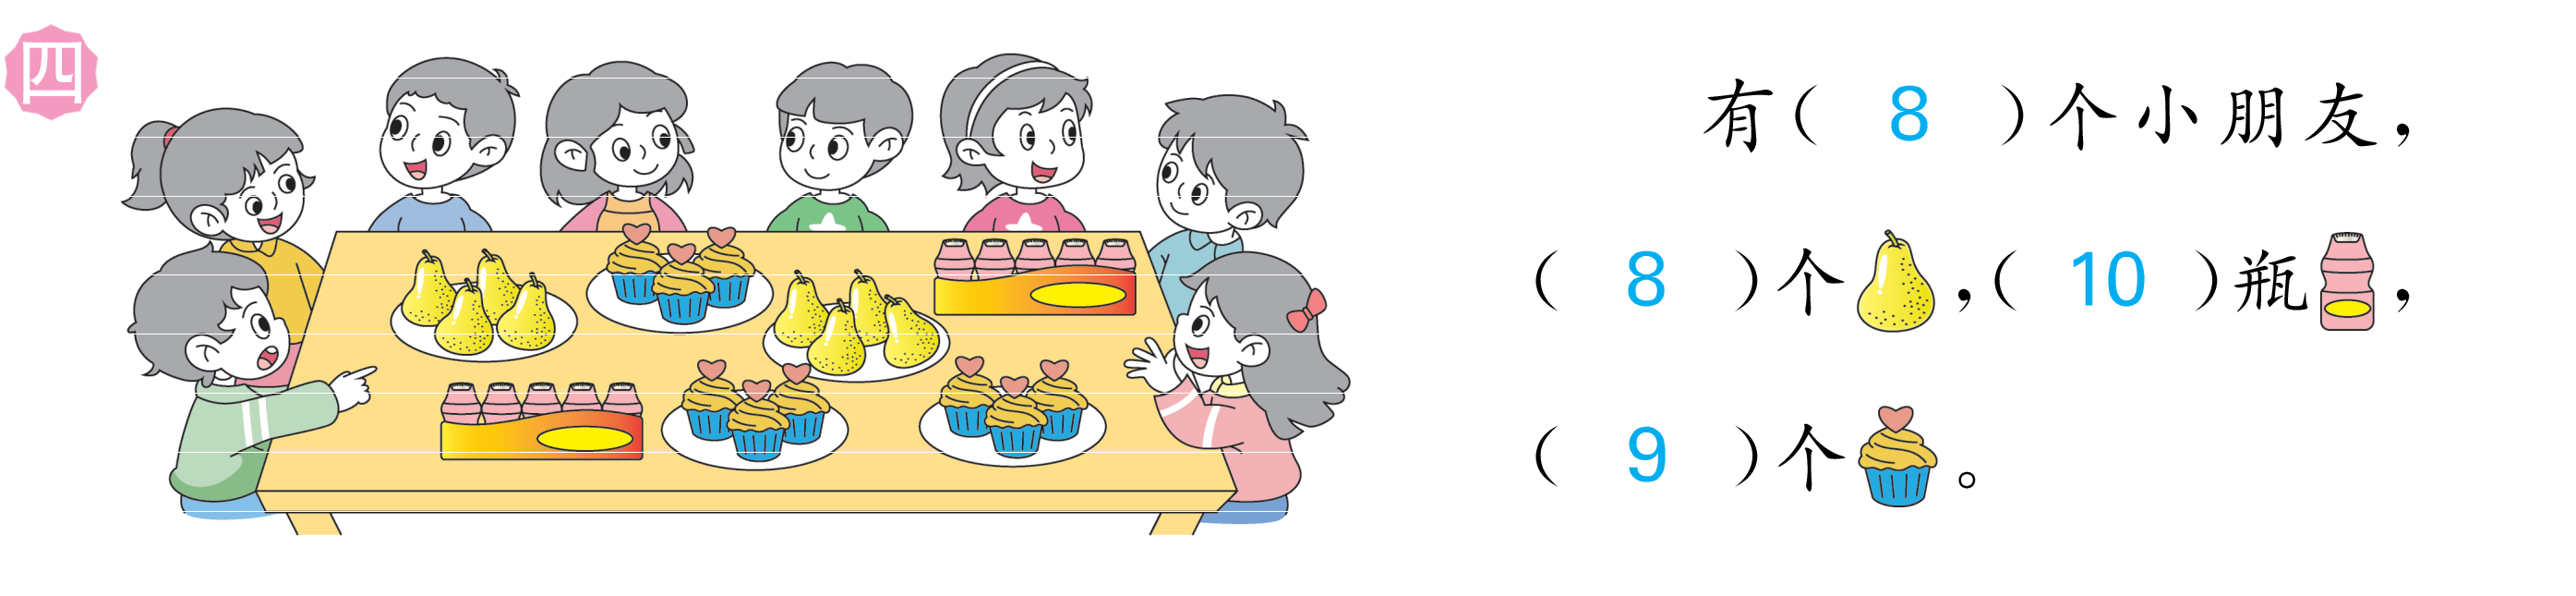 四
有( 8 )个小朋友,
( 8 )个,( 10 )瓶,
( 9 )个。